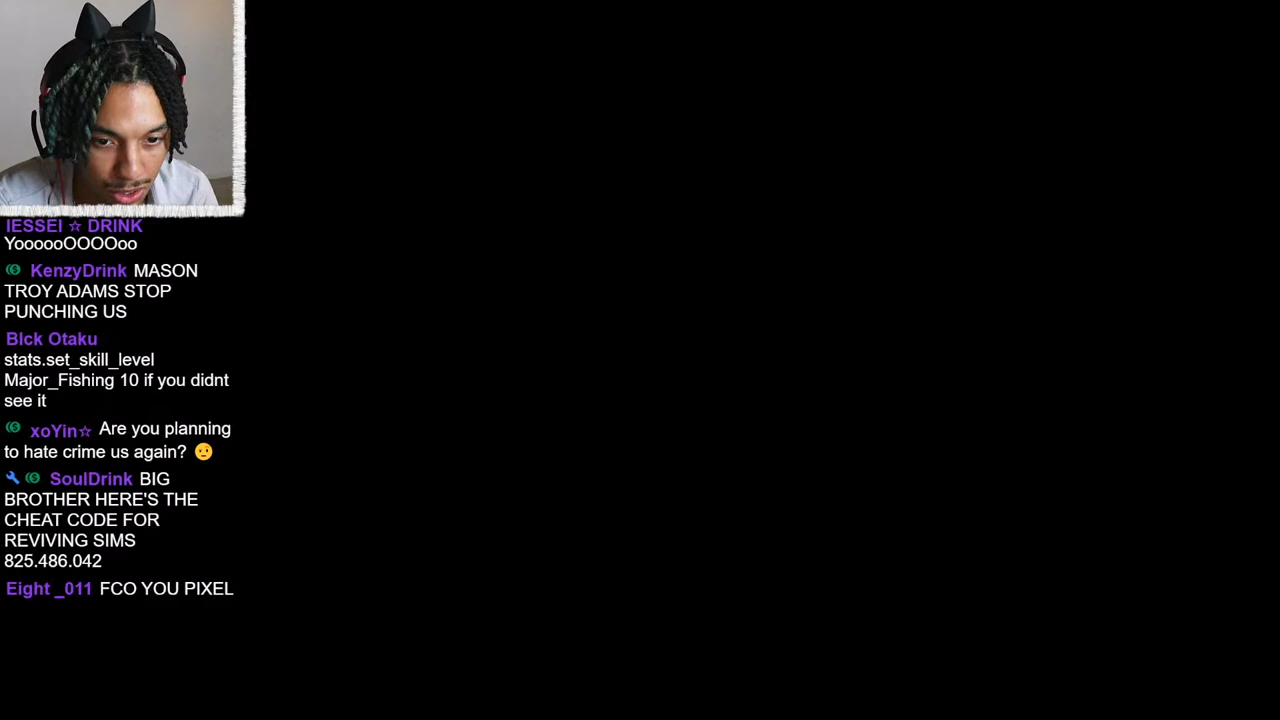 IESSEI ☆ DRINK
YoooooOOOOoo
KenzyDrink MASON
TROY ADAMS STOP
PUNCHING US
Blck Otaku
stats.set_skill_level
Major_Fishing 10 if you didnt
see it
xoYin☆ Are you planning
to hate crime us again? 🤨
SoulDrink BIG
BROTHER HERE'S THE
CHEAT CODE FOR
REVIVING SIMS
825.486.042
Eight _011 FCO YOU PIXEL